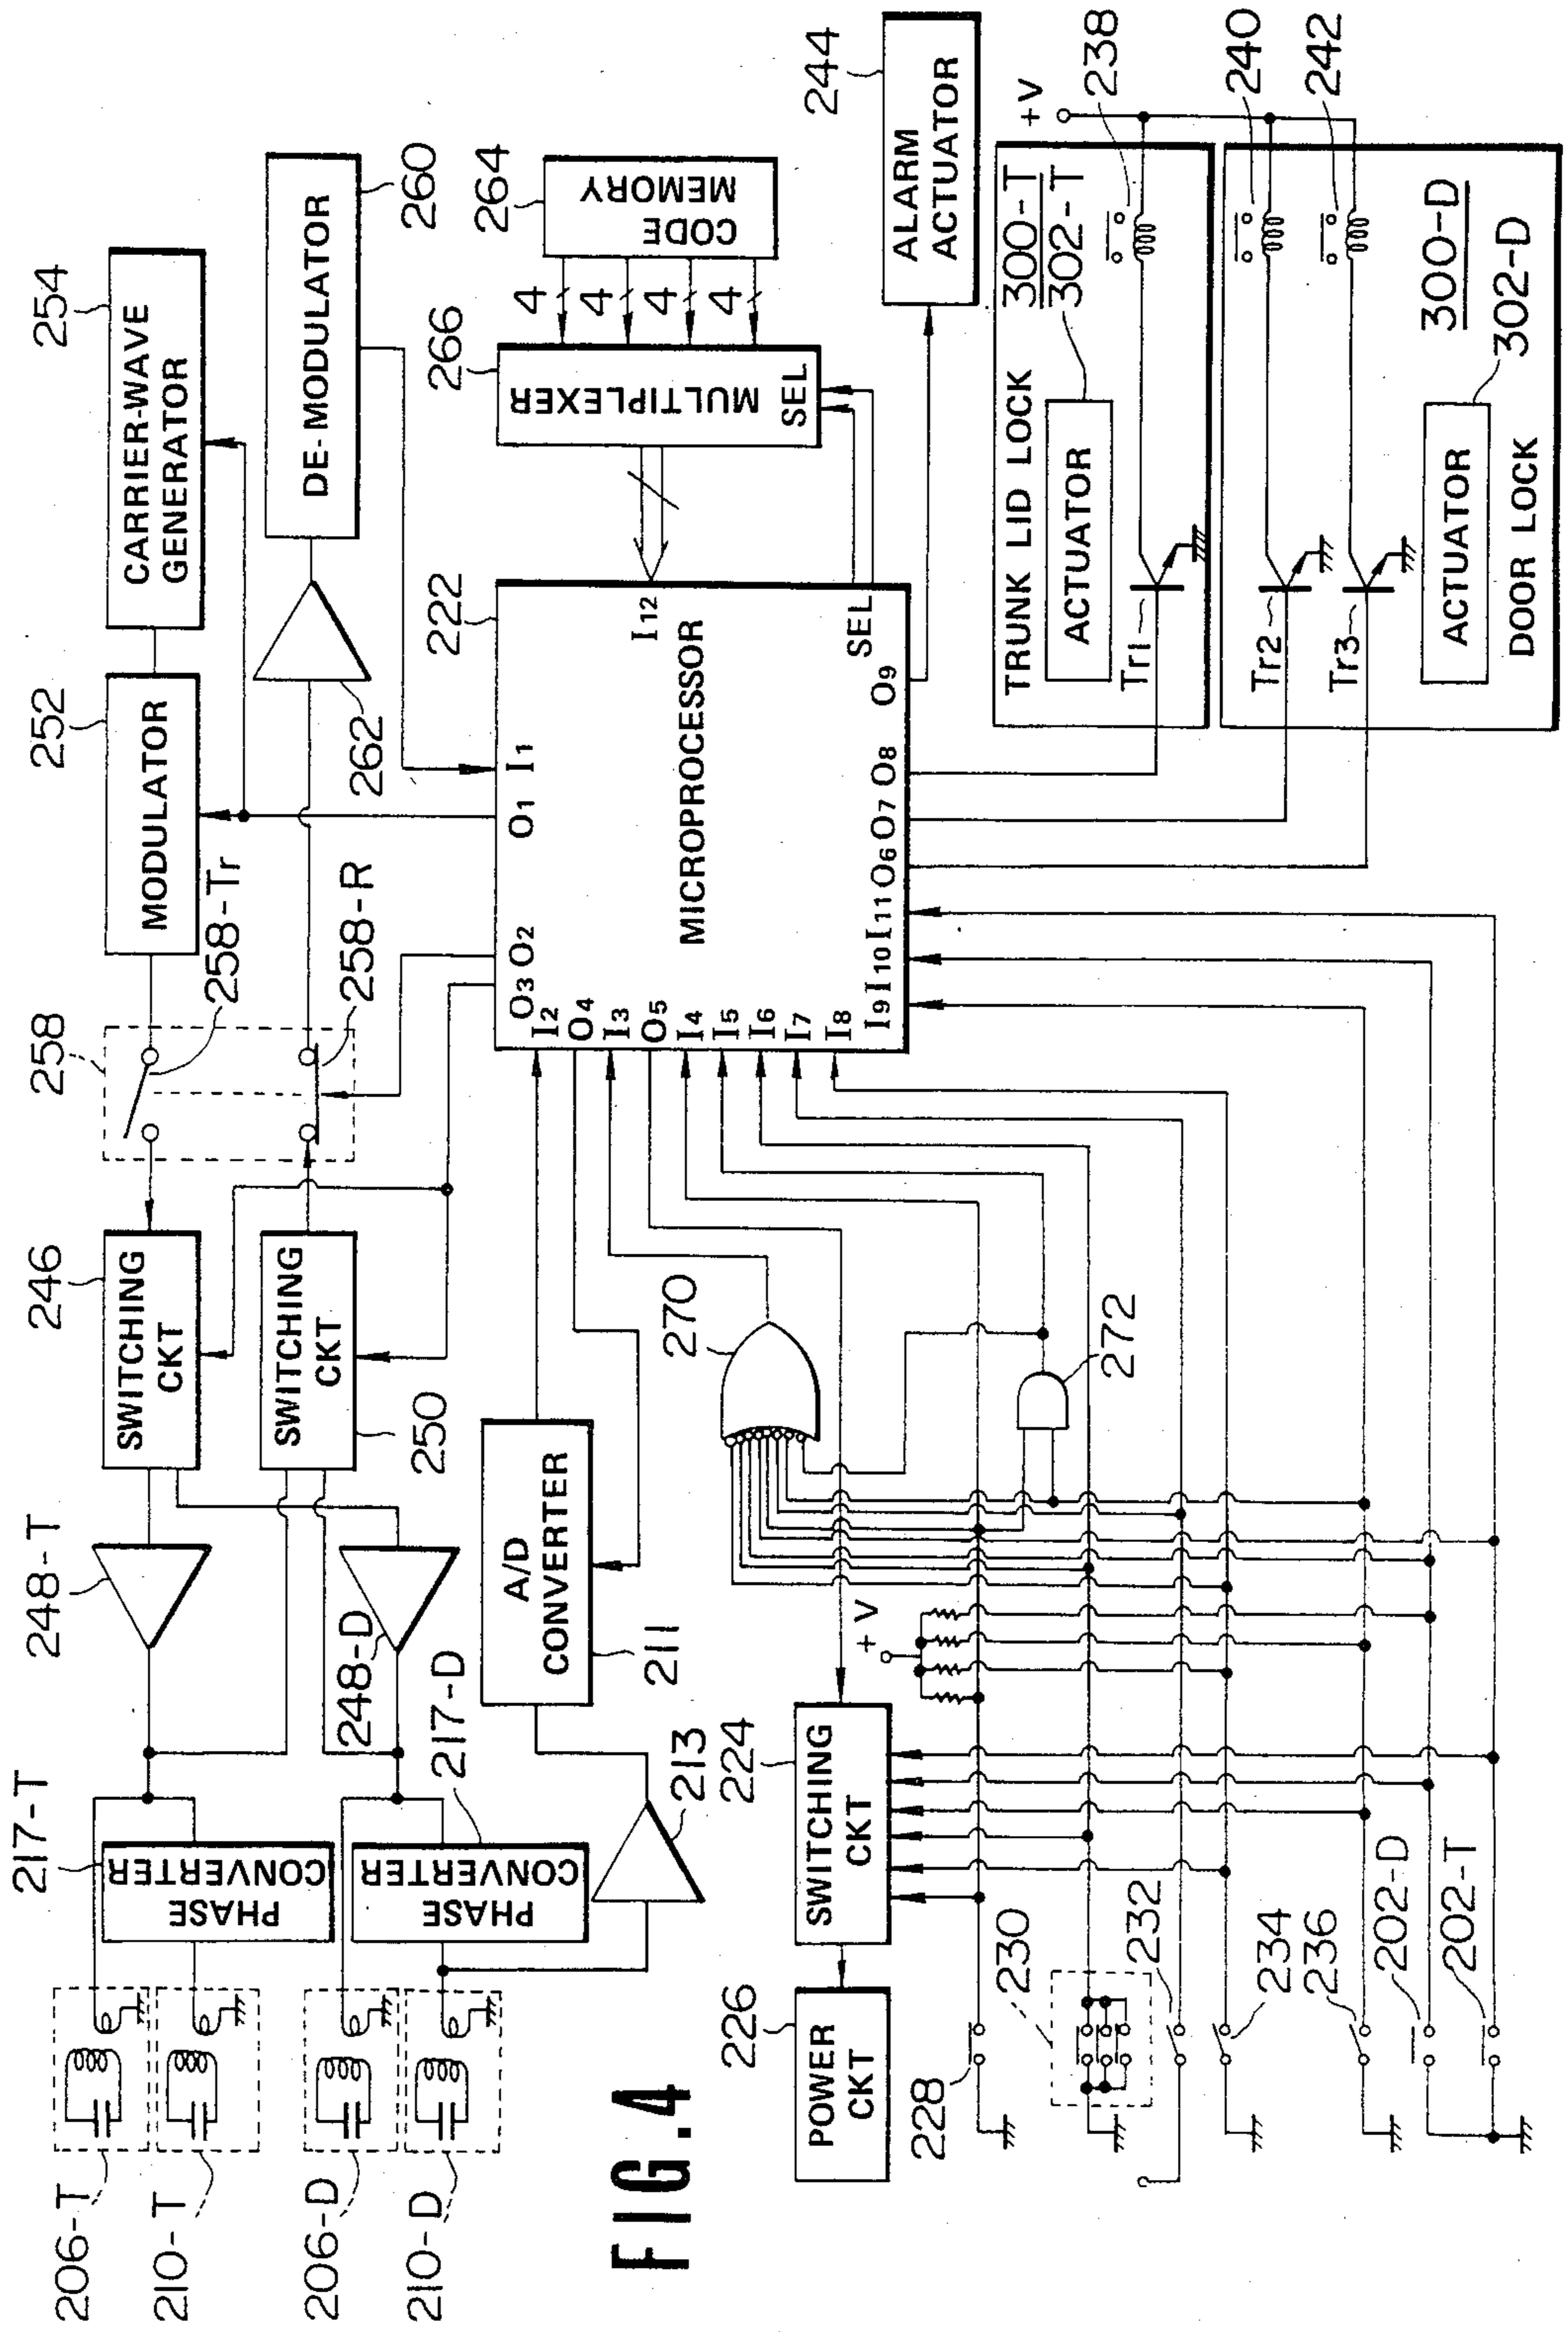 FIG.4
206-T
210-T
206-D
210-D
217-T
PHASE
CONVERTER
217-D
PHASE
CONVERTER
248-T
248-D
213
211
A/D
CONVERTER
246
SWITCHING
CKT
250
SWITCHING
CKT
258
258-Tr
258-R
252
MODULATOR
254
CARRIER-WAVE
GENERATOR
260
DE-MODULATOR
262
264
CODE
MEMORY
4
4
4
4
266
MULTIPLEXER
SEL
222
MICROPROCESSOR
I1
O1
O2
O3
I2
O4
I3
O5
I4
I5
I6
I7
I8
I9
I10
I11
O6
O7
O8
O9
SEL
I12
244
ALARM
ACTUATOR
+V
TRUNK LID LOCK
300-T
302-T
ACTUATOR
238
Tr1
240
242
Tr2
Tr3
300-D
302-D
ACTUATOR
DOOR LOCK
270
272
+V
224
SWITCHING
CKT
226
POWER
CKT
228
230
232
234
236
202-D
202-T